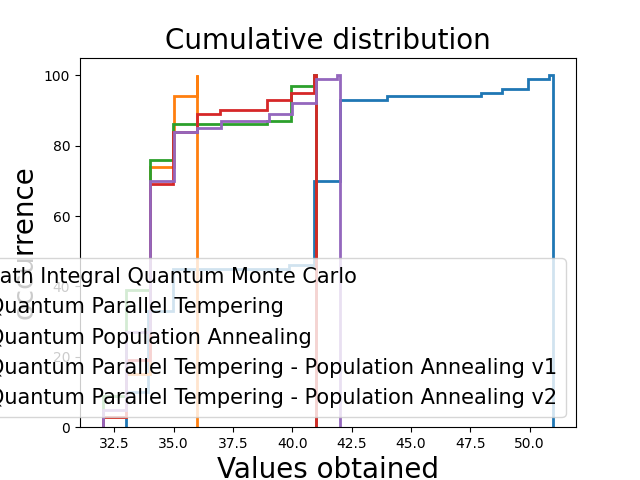 Cumulative distribution
100
80
60
40
20
0
32.5 35.0 37.5 40.0 42.5 45.0 47.5 50.0
Values obtained
occurrence
ath Integral Quantum Monte Carlo
Quantum Parallel Tempering
Quantum Population Annealing
Quantum Parallel Tempering - Population Annealing v1
Quantum Parallel Tempering - Population Annealing v2